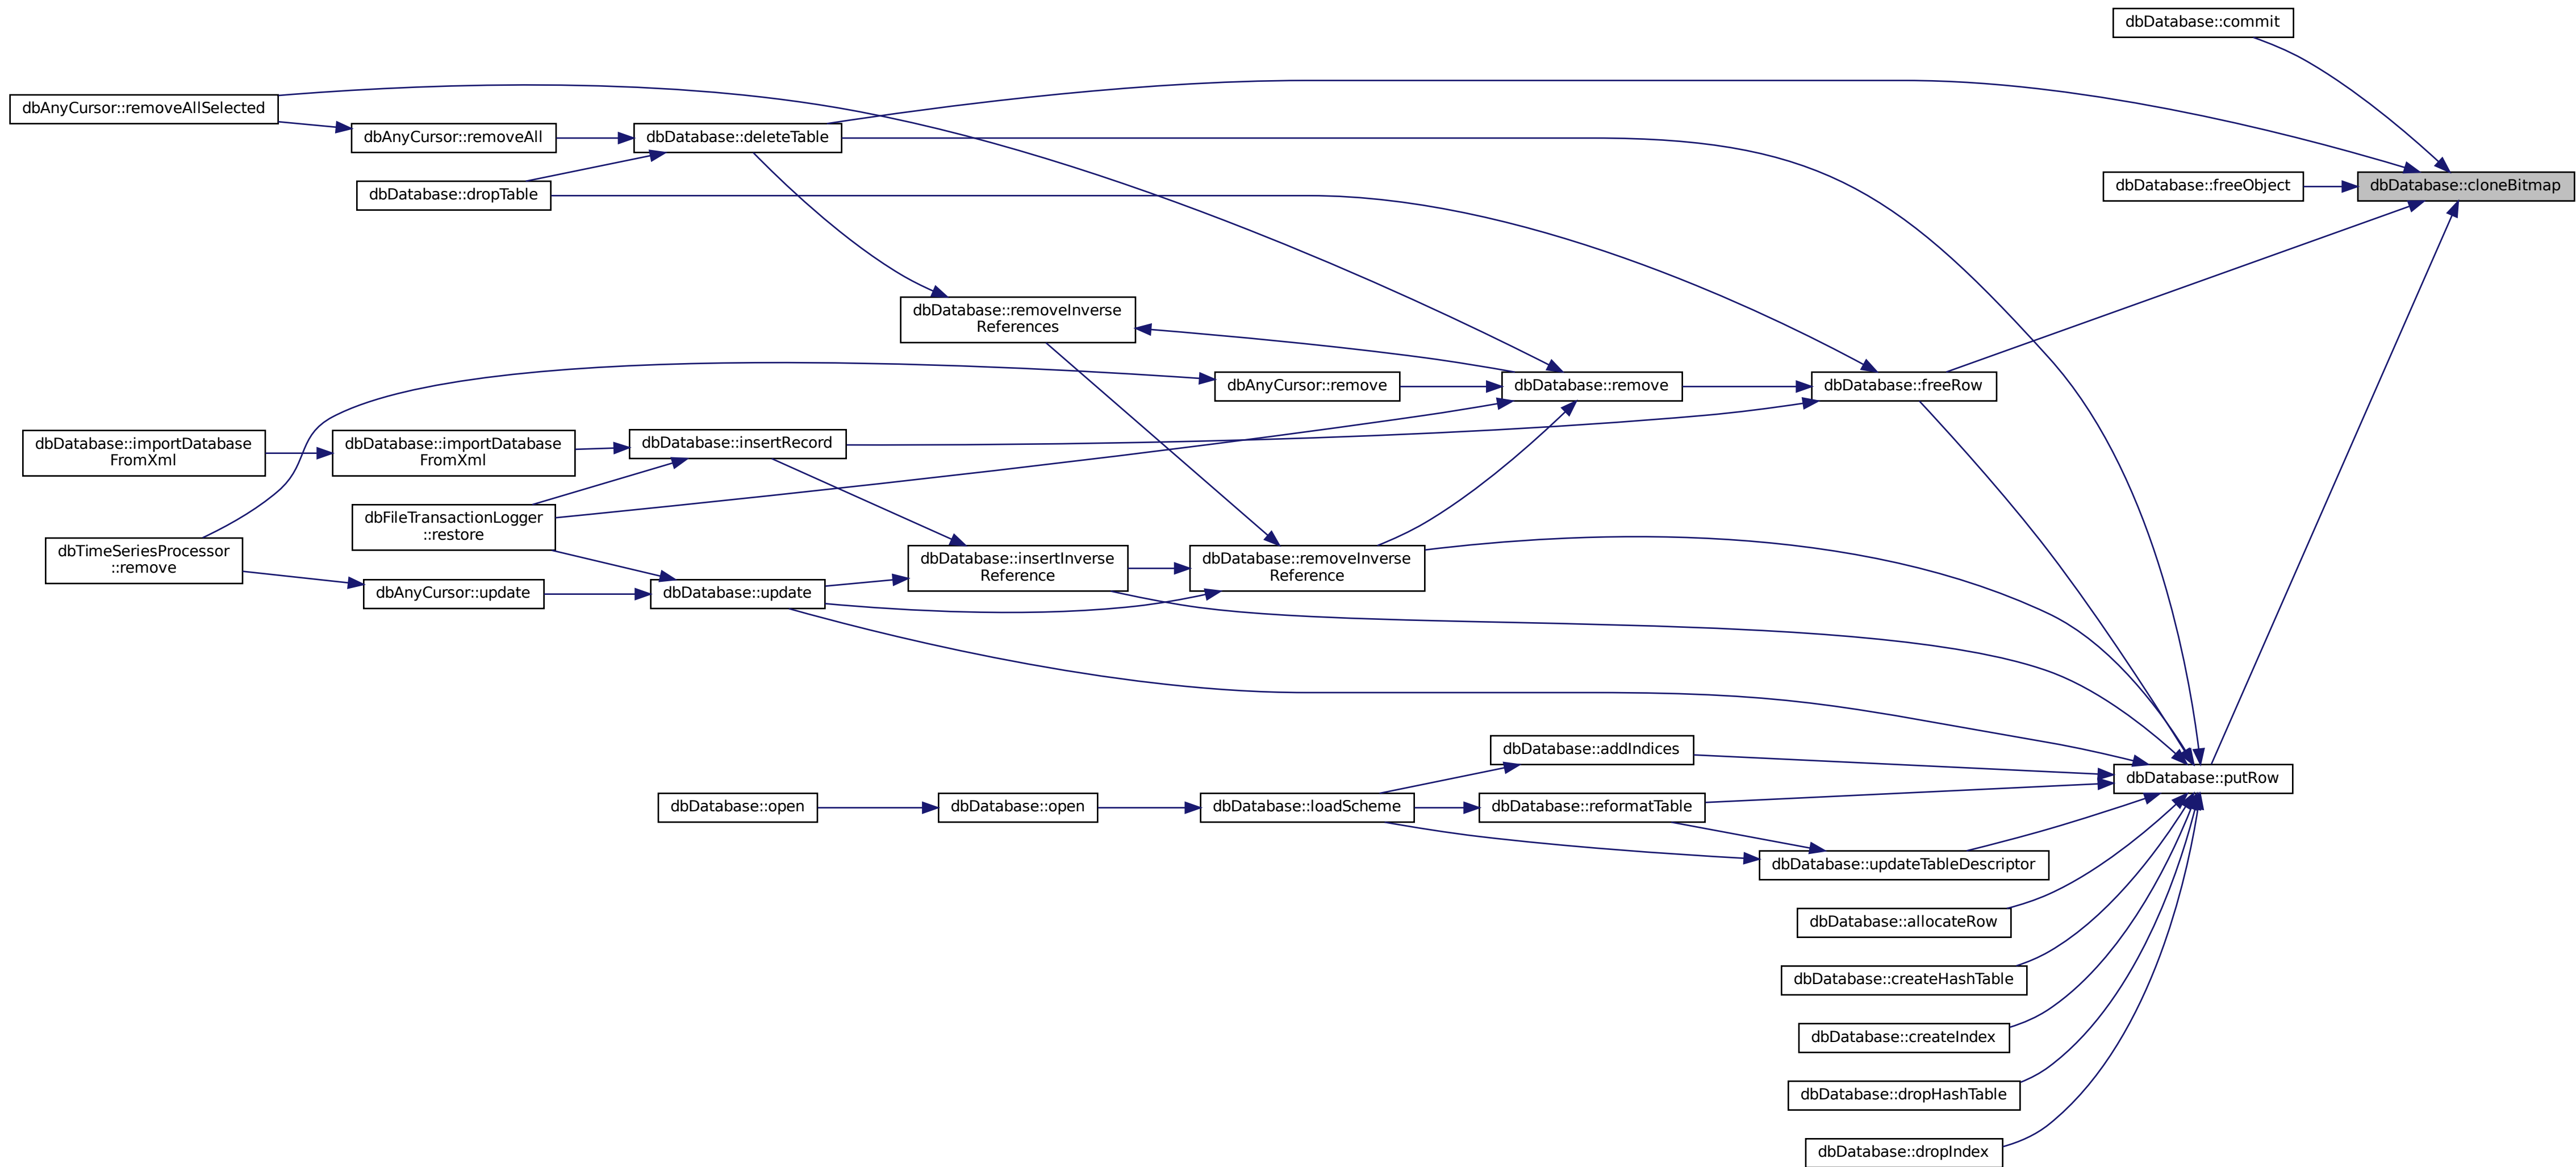 dbDatabase::commit
dbAnyCursor::removeAllSelected
dbAnyCursor::removeAll
dbDatabase::deleteTable
dbDatabase::dropTable
dbDatabase::freeObject
dbDatabase::cloneBitmap
dbDatabase::removeInverse
References
dbAnyCursor::remove
dbDatabase::remove
dbDatabase::freeRow
dbDatabase::importDatabase
FromXml
dbDatabase::importDatabase
FromXml
dbDatabase::insertRecord
dbFileTransactionLogger
::restore
dbTimeSeriesProcessor
::remove
dbAnyCursor::update
dbDatabase::update
dbDatabase::insertInverse
Reference
dbDatabase::removeInverse
Reference
dbDatabase::addIndices
dbDatabase::putRow
dbDatabase::open
dbDatabase::open
dbDatabase::loadScheme
dbDatabase::reformatTable
dbDatabase::updateTableDescriptor
dbDatabase::allocateRow
dbDatabase::createHashTable
dbDatabase::createIndex
dbDatabase::dropHashTable
dbDatabase::dropIndex